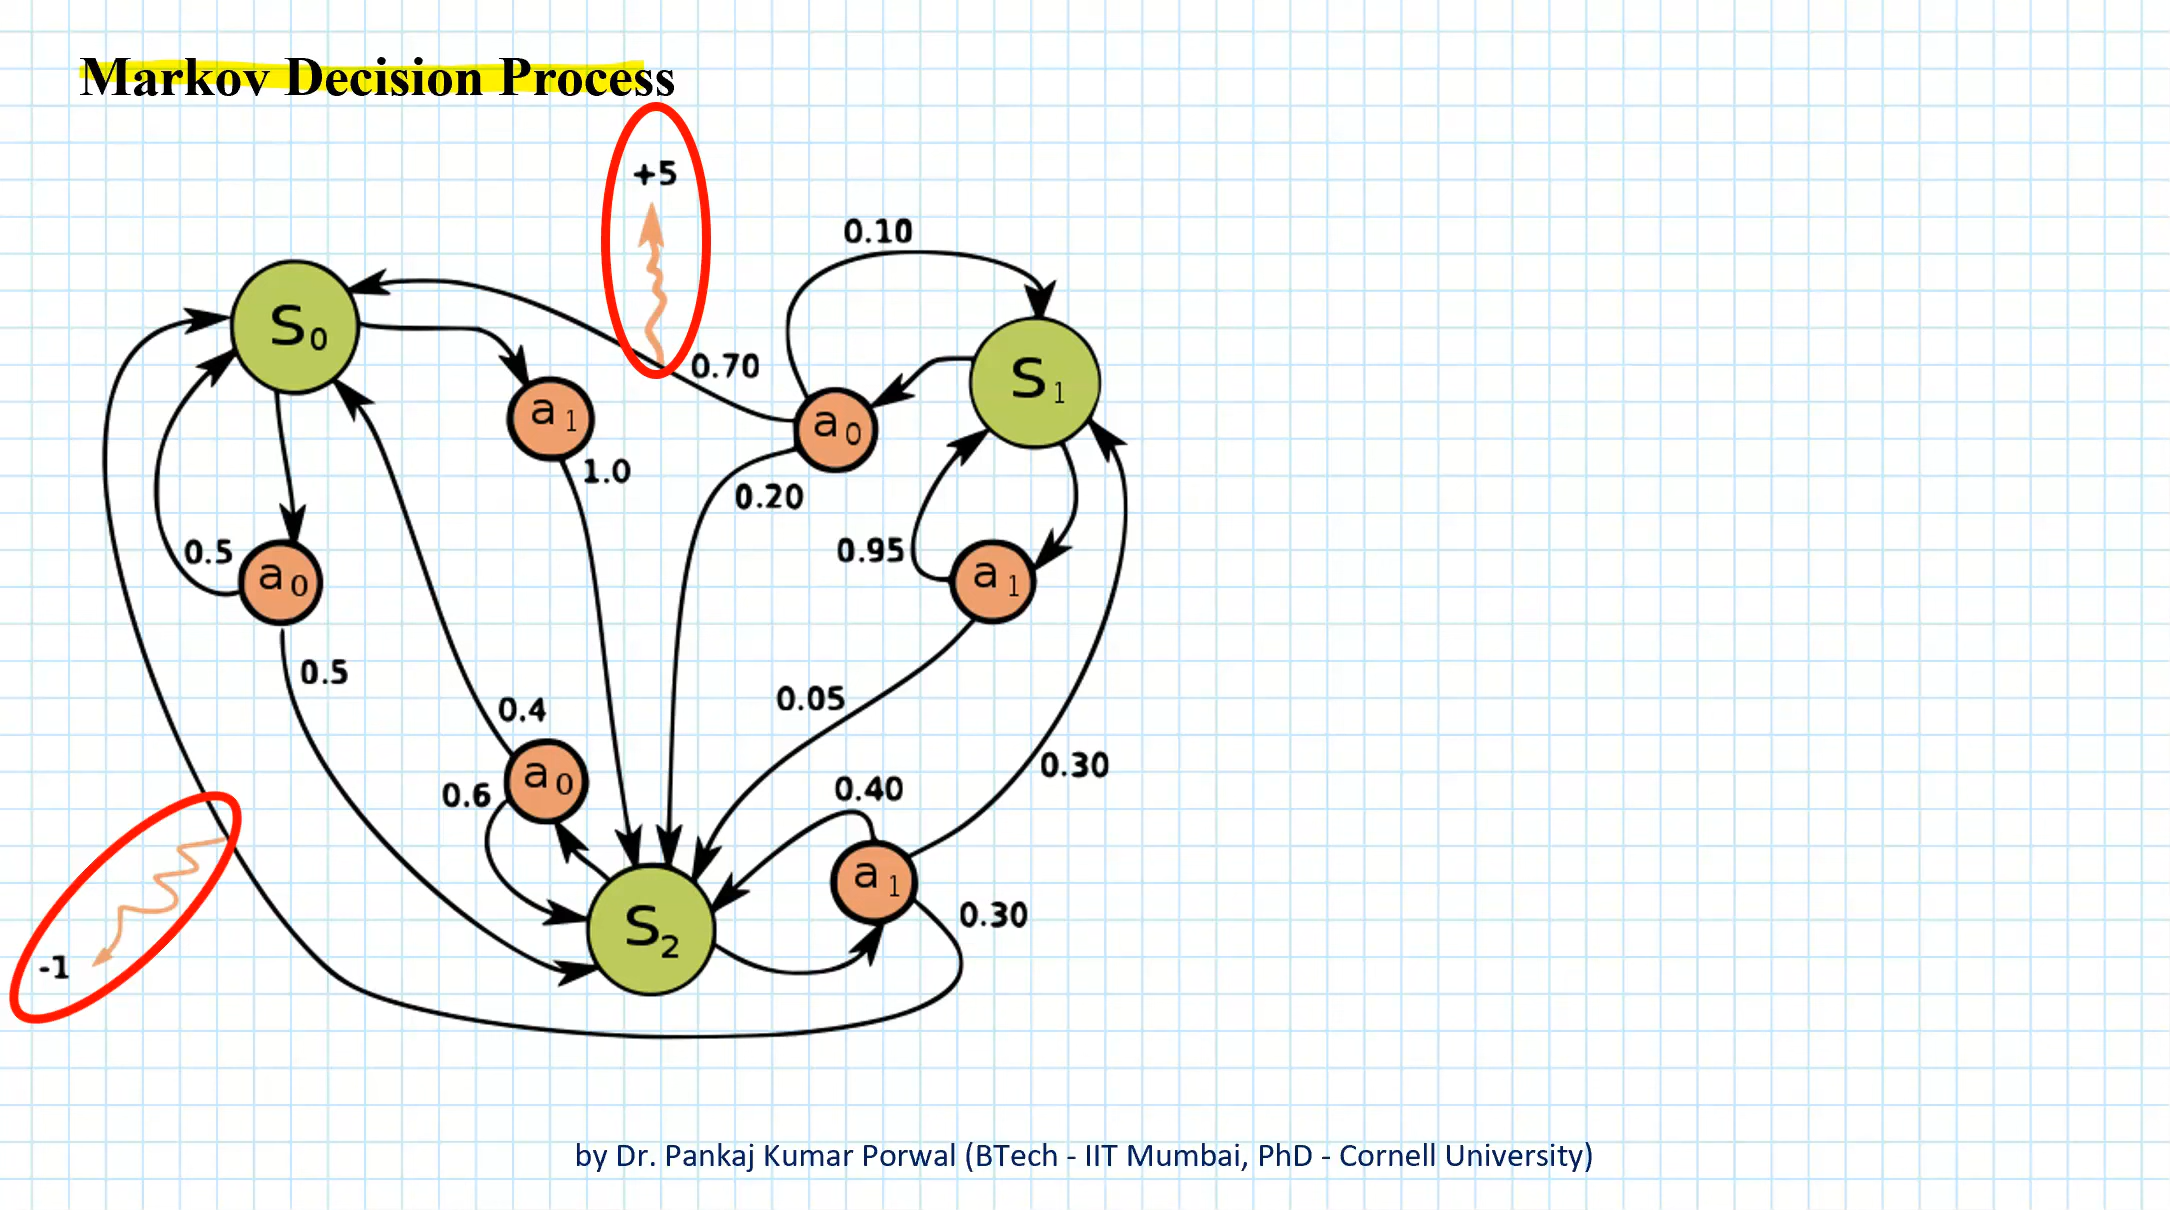 Markov Decision Process
+5
0.10
S0
S1
0.70
a1
a0
1.0
0.20
0.5
a0
0.95
a1
0.5
0.4
0.05
0.30
a0
0.6
0.40
a1
0.30
S2
-1
by Dr. Pankaj Kumar Porwal (BTech - IIT Mumbai, PhD - Cornell University)